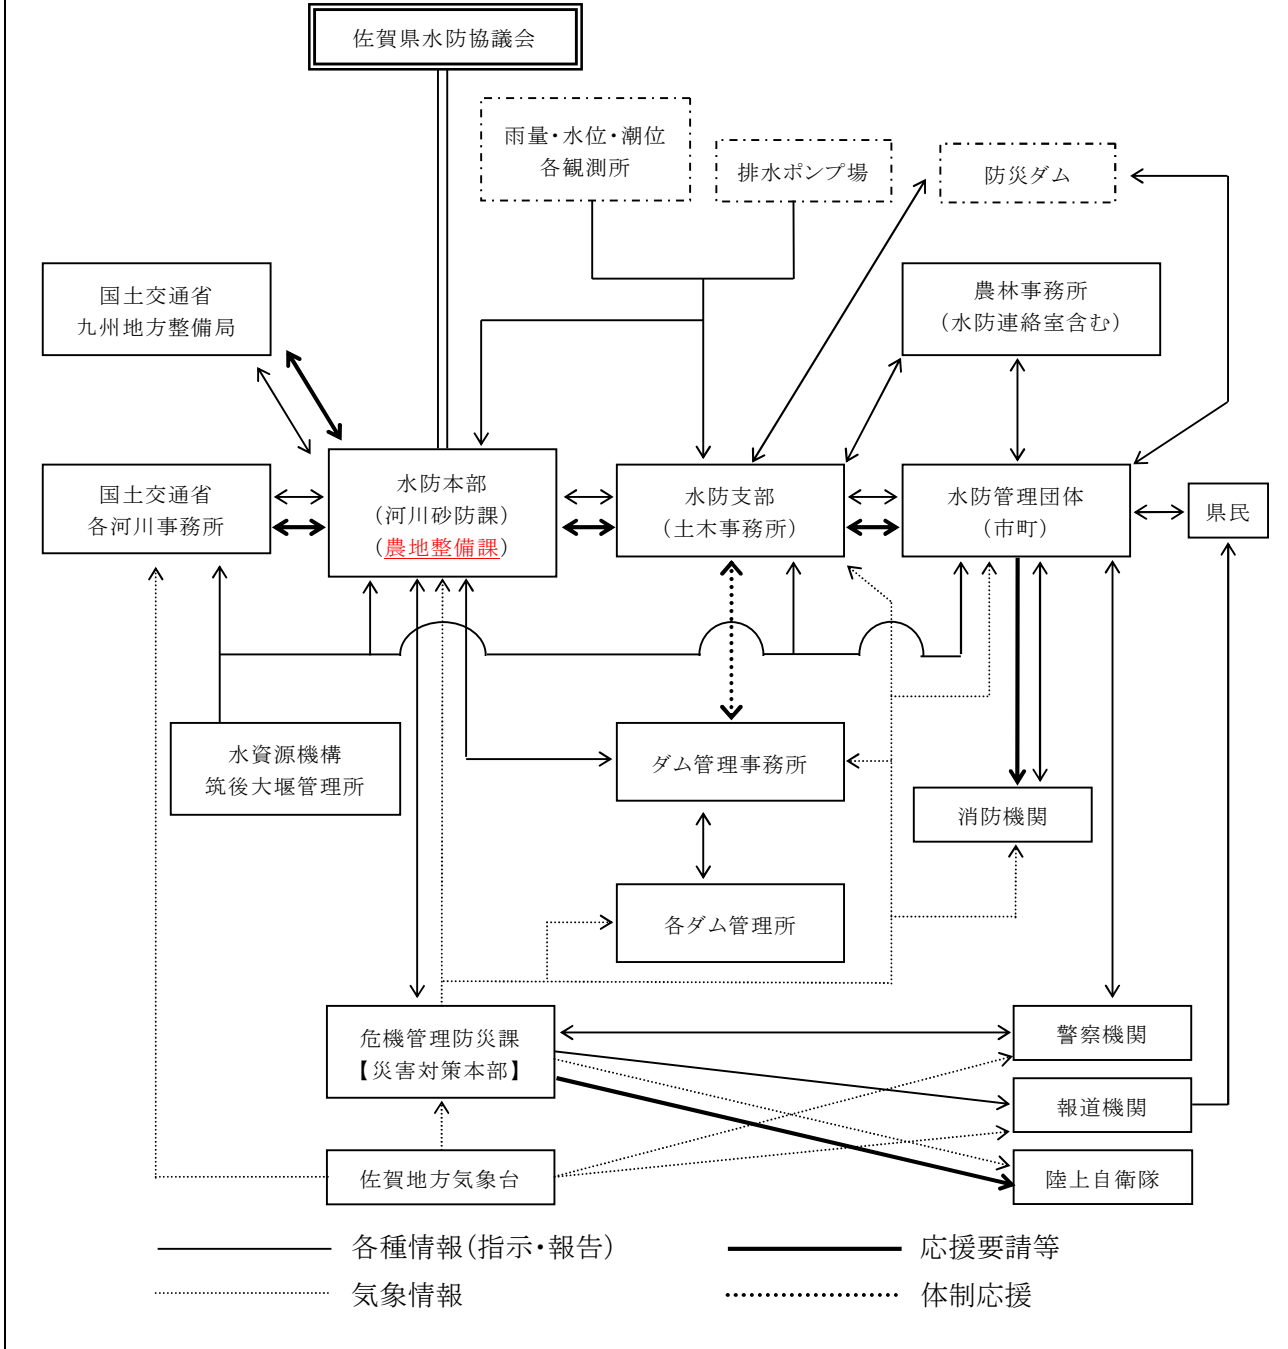 佐賀県水防協議会
雨量・水位・潮位
各観測所
排水ポンプ場
防災ダム
国土交通省
九州地方整備局
農林事務所
(水防連絡室含む)
国土交通省
各河川事務所
水防本部
(河川砂防課)
(農地整備課)
水防支部
(土木事務所)
水防管理団体
(市町)
県民
水資源機構
筑後大堰管理所
ダム管理事務所
消防機関
各ダム管理所
危機管理防災課
【災害対策本部】
警察機関
報道機関
佐賀地方気象台
陸上自衛隊
各種情報(指示・報告)
応援要請等
気象情報
体制応援